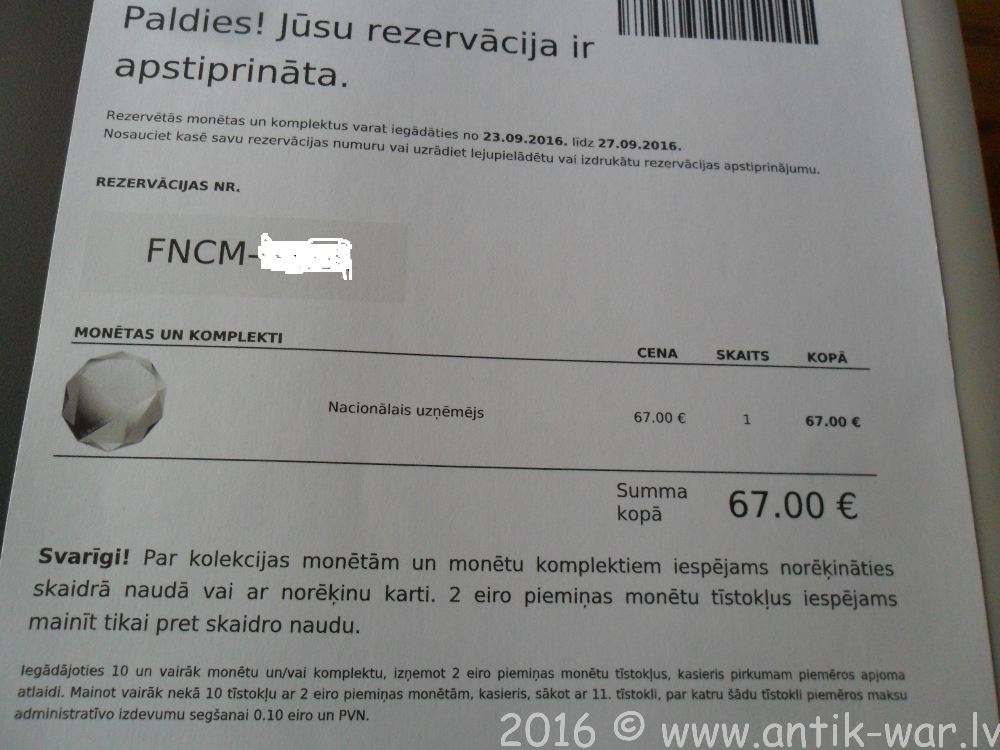 Paldies! Jūsu rezervācija ir
apstiprināta.
Rezervētās monētas un komplektus varat iegādāties no 23.09.2016. līdz 27.09.2016.
Nosauciet kasē savu rezervācijas numuru vai uzrādiet lejupielādētu vai izdrukātu rezervācijas apstiprinājumu.
REZERVĀCIJAS NR.
FNCM-
MONĒTAS UN KOMPLEKTI CENA SKAITS KOPĀ
Nacionālais uzņēmējs 67.00 € 1 67.00 €
Summa kopā 67.00 €
Svarīgi! Par kolekcijas monētām un monētu komplektiem iespējams norēķināties
skaidrā naudā vai ar norēķinu karti. 2 eiro piemiņas monētu tīstokļus iespējams
mainīt tikai pret skaidro naudu.
Iegādājoties 10 un vairāk monētu un/vai komplektu, izņemot 2 eiro piemiņas monētu tīstokļus, kasieris pirkumam piemēros apjoma
atlaidi. Mainot vairāk nekā 10 tīstokļu ar 2 eiro piemiņas monētām, kasieris, sākot ar 11. tīstokli, par katru šādu tīstokli piemēros maksu
administratīvo izdevumu segšanai 0.10 eiro un PVN.
2016 © www.antik-war.lv